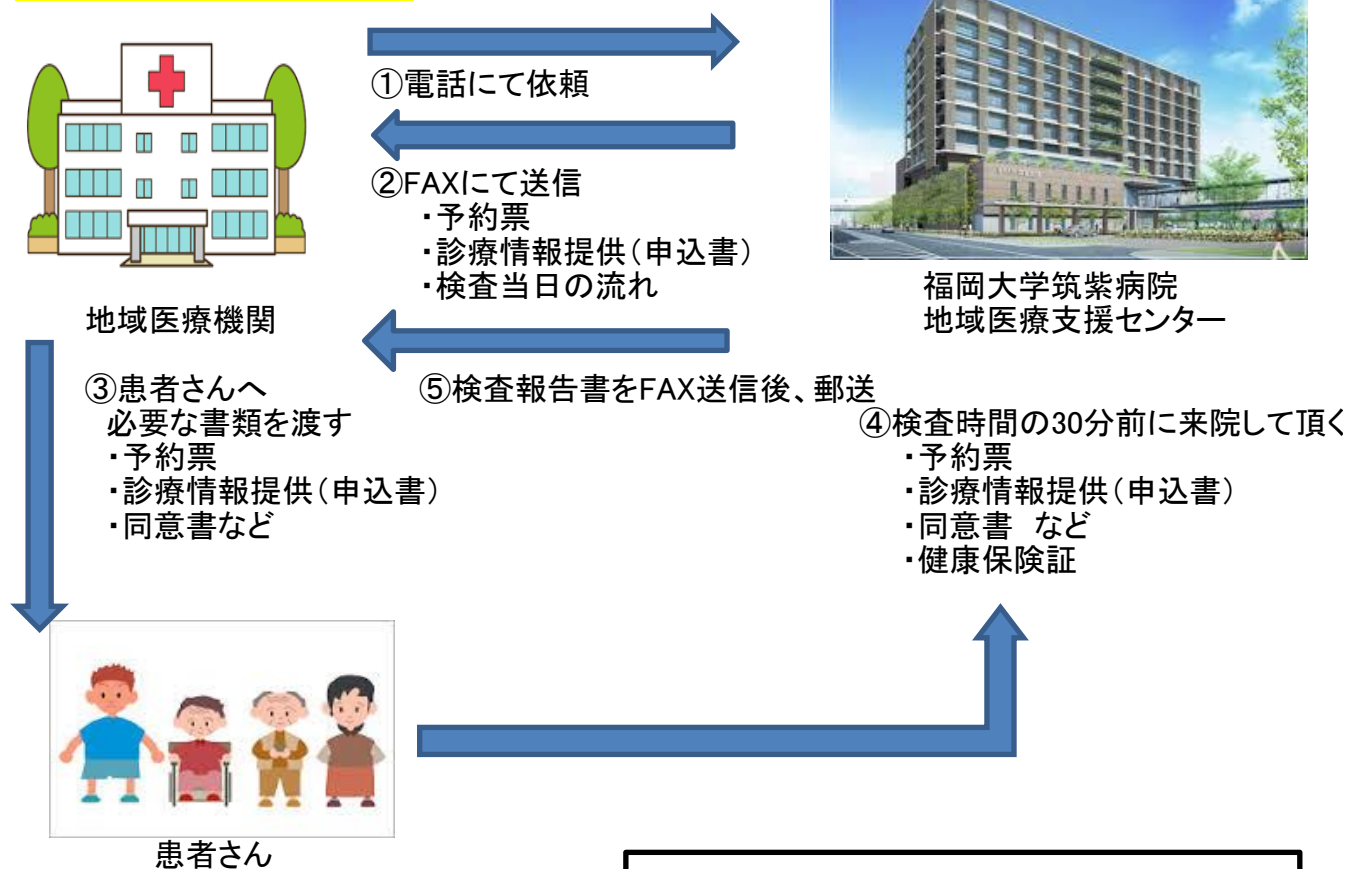 ①電話にて依頼
②FAXにて送信
・予約票
・診療情報提供（申込書）
・検査当日の流れ
地域医療機関
福岡大学筑紫病院
地域医療支援センター
③患者さんへ
必要な書類を渡す
・予約票
・診療情報提供（申込書）
・同意書など
⑤検査報告書をFAX送信後、郵送
④検査時間の30分前に来院して頂く
・予約票
・診療情報提供（申込書）
・同意書　など
・健康保険証
患者さん